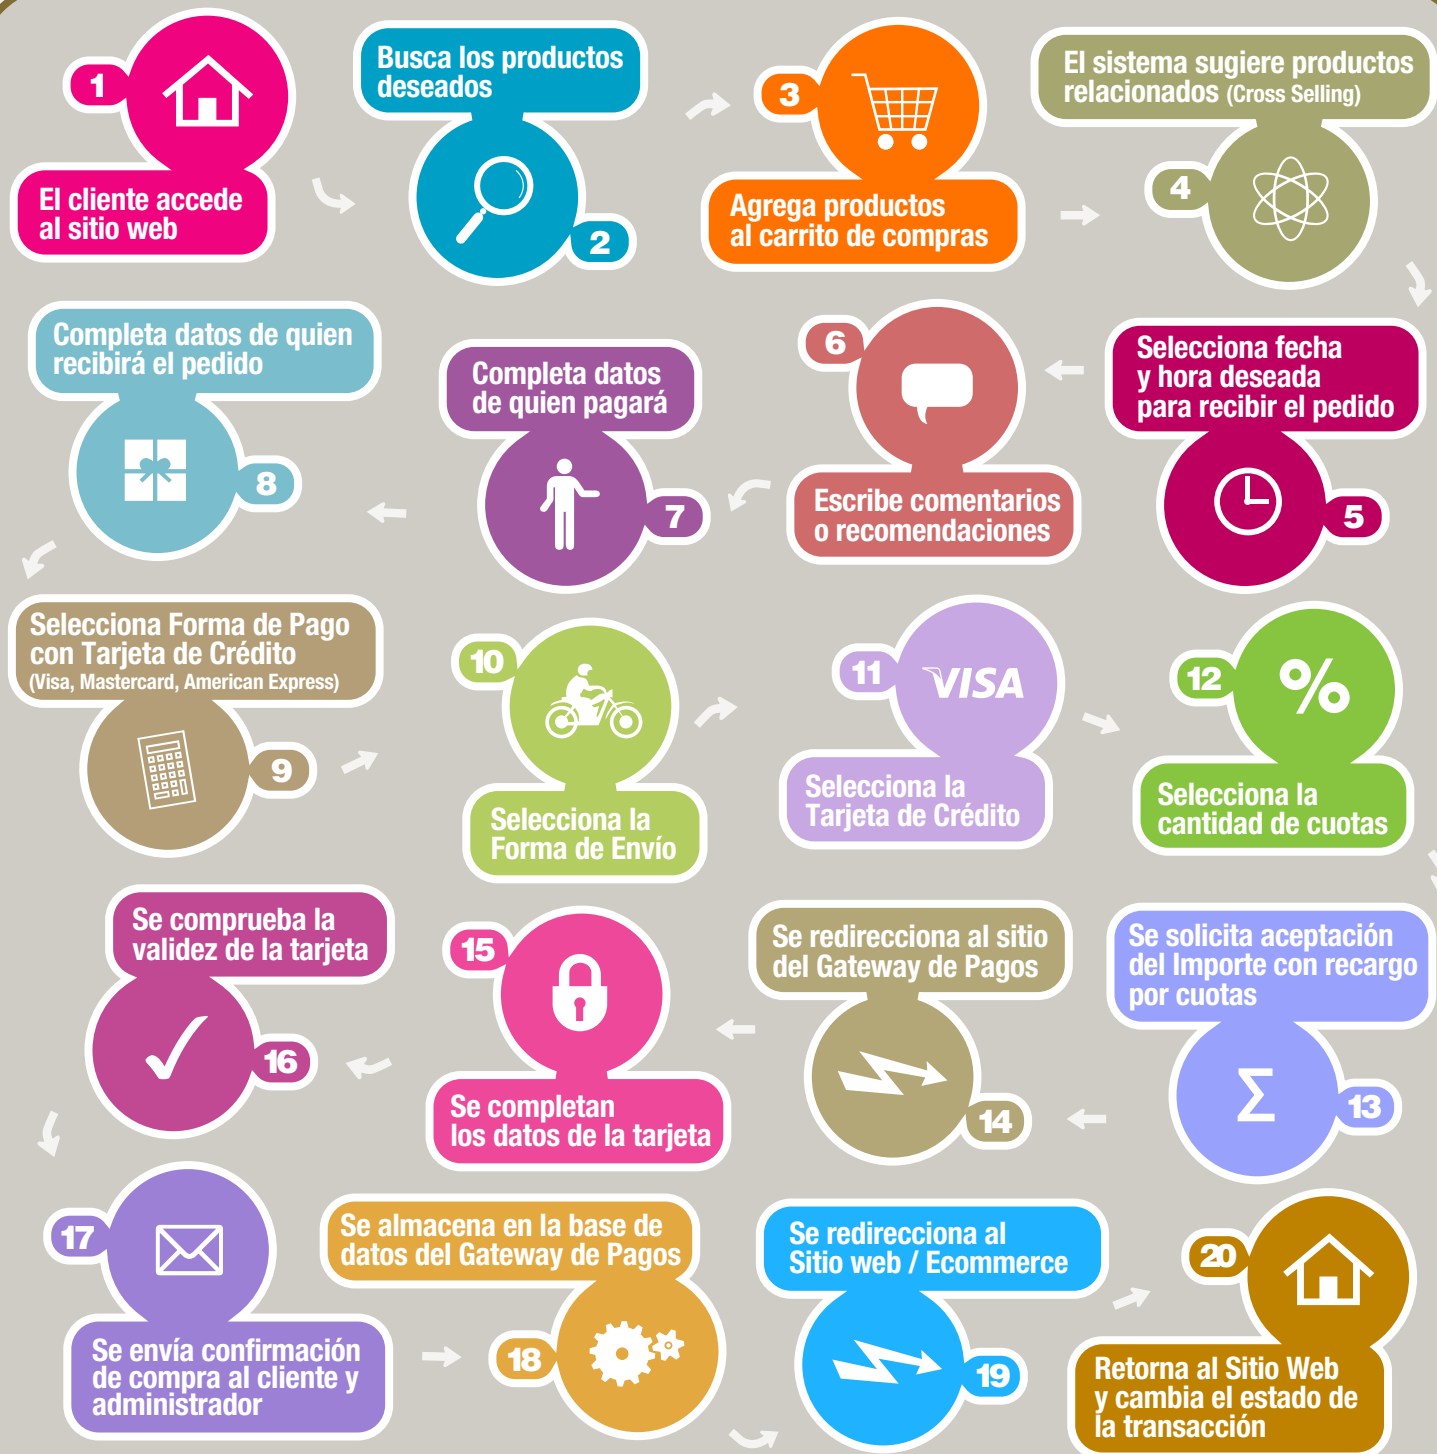 1
El cliente accede
al sitio web
Busca los productos
deseados
2
3
Agrega productos
al carrito de compras
El sistema sugiere productos
relacionados (Cross Selling)
4
Selecciona fecha
y hora deseada
para recibir el pedido
5
6
Escribe comentarios
o recomendaciones
Completa datos
de quien pagará
7
Completa datos de quien
recibirá el pedido
8
Selecciona Forma de Pago
con Tarjeta de Crédito
(Visa, Mastercard, American Express)
9
10
Selecciona la
Forma de Envío
11
VISA
Selecciona la
Tarjeta de Crédito
12
%
Selecciona la
cantidad de cuotas
Se solicita aceptación
del Importe con recargo
por cuotas
Σ
13
Se redirecciona al sitio
del Gateway de Pagos
14
15
Se completan
los datos de la tarjeta
Se comprueba la
validez de la tarjeta
16
17
Se envía confirmación
de compra al cliente y
administrador
Se almacena en la base de
datos del Gateway de Pagos
18
Se redirecciona al
Sitio web / Ecommerce
19
20
Retorna al Sitio Web
y cambia el estado de
la transacción